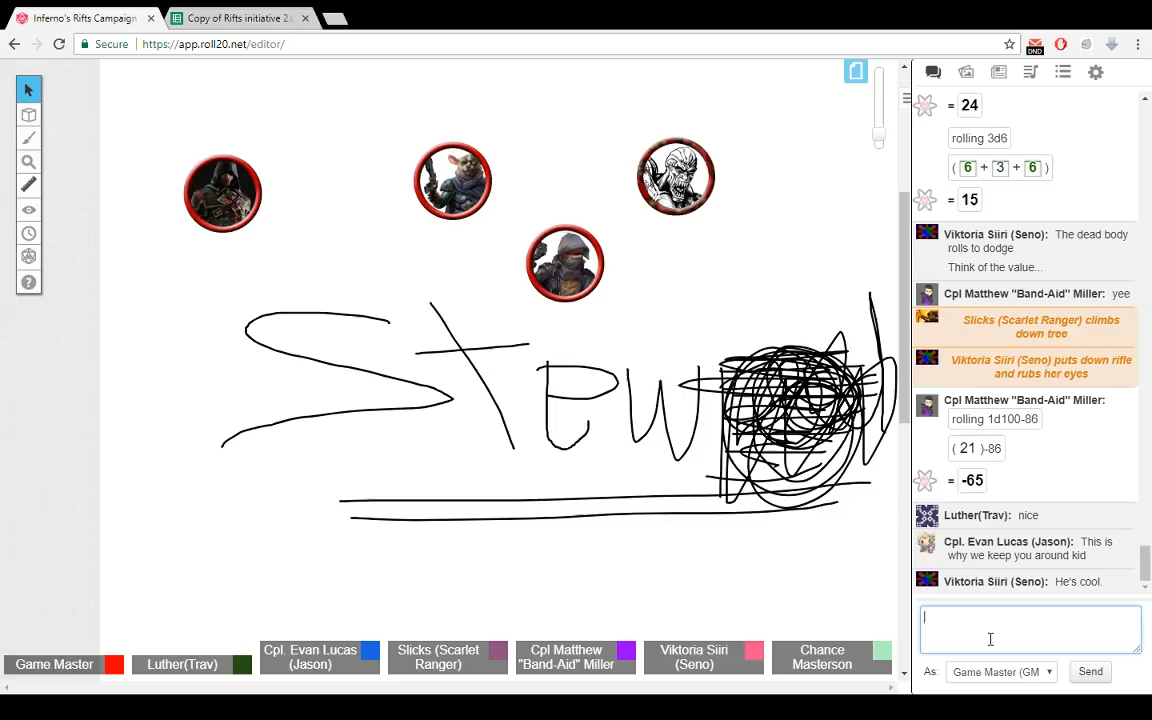 Inferno's Rifts Campaign
Copy of Rifts initiative 2.
Secure https://app.roll20.net/editor/
DND
= 24
rolling 3d6
( 6 + 3 + 6 )
= 15
Viktoria Siiri (Seno): The dead body
rolls to dodge
Think of the value...
Cpl Matthew "Band-Aid" Miller: yee
Slicks (Scarlet Ranger) climbs
down tree
Viktoria Siiri (Seno) puts down rifle
and rubs her eyes
Cpl Matthew "Band-Aid" Miller:
rolling 1d100-86
( 21 )-86
= -65
Luther(Trav): nice
Cpl. Evan Lucas (Jason): This is
why we keep you around kid
Viktoria Siiri (Seno): He's cool.
As: Game Master (GM Send
Stew
Game Master
Luther(Trav)
Cpl. Evan Lucas
(Jason)
Slicks (Scarlet
Ranger)
Cpl Matthew
"Band-Aid" Miller
Viktoria Siiri
(Seno)
Chance
Masterson